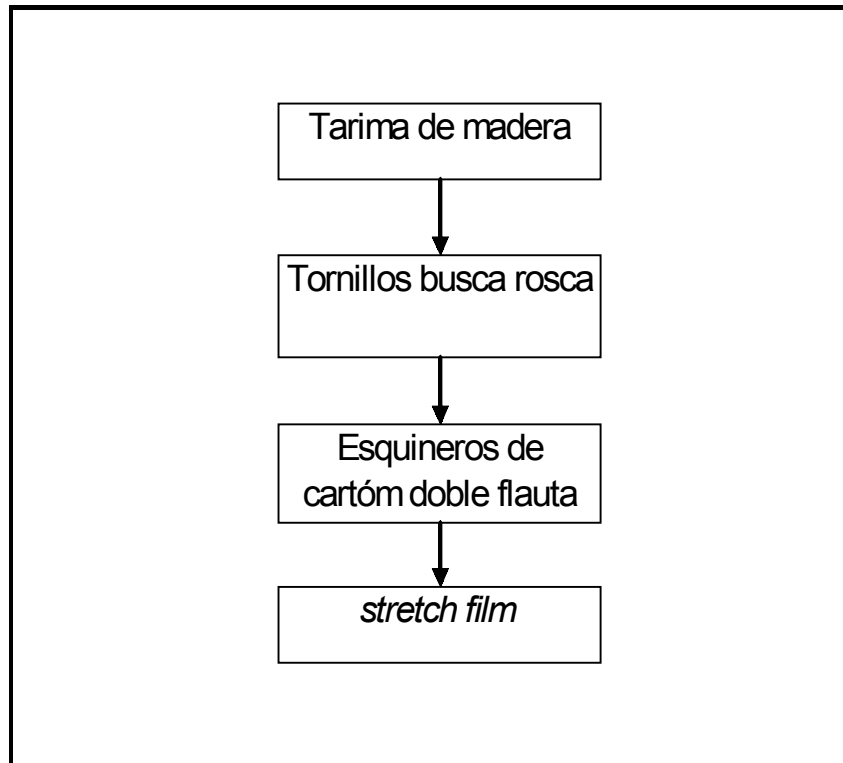 Tarima de madera
Tornillos busca rosca
Esquineros de
cartóm doble flauta
stretch film